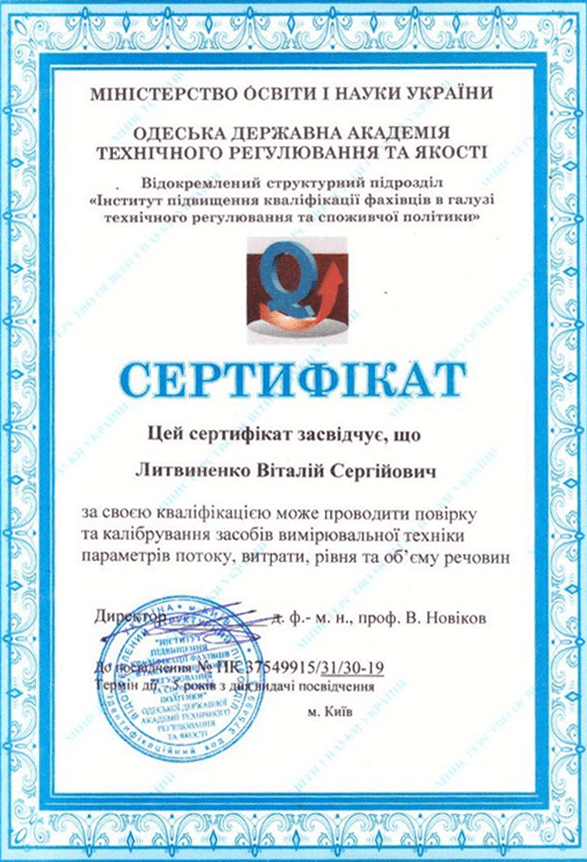 МІНІСТЕРСТВО ОСВІТИ І НАУКИ УКРАЇНИ
ОДЕСЬКА ДЕРЖАВНА АКАДЕМІЯ
ТЕХНІЧНОГО РЕГУЛЮВАННЯ ТА ЯКОСТІ
Відокремлений структурний підрозділ
«Інститут підвищення кваліфікації фахівців в галузі
технічного регулювання та споживчої політики»
Q
СЕРТИФІКАТ
Цей сертифікат засвідчує, що
Литвиненко Віталій Сергійович
за своєю кваліфікацією може проводити повірку
та калібрування засобів вимірювальної техніки
параметрів потоку, витрати, рівня та об’єму речовин
Директор д. ф.- м. н., проф. В. Новіков
До посвідчення № ПК 37549915/31/30-19
Термін дії - 5 років з дня видачі посвідчення
м. Київ
"ІНСТИТУТ
ПІДВИЩЕННЯ
КВАЛІФІКАЦІЇ ФАХІВЦІВ
РЕГУЛЮВАННЯ
ПОЛІТИКИ"
ОДЕСЬКОЇ ДЕРЖАВНОЇ
АКАДЕМІЇ ТЕХНІЧНОГО
РЕГУЛЮВАННЯ
ТА ЯКОСТІ